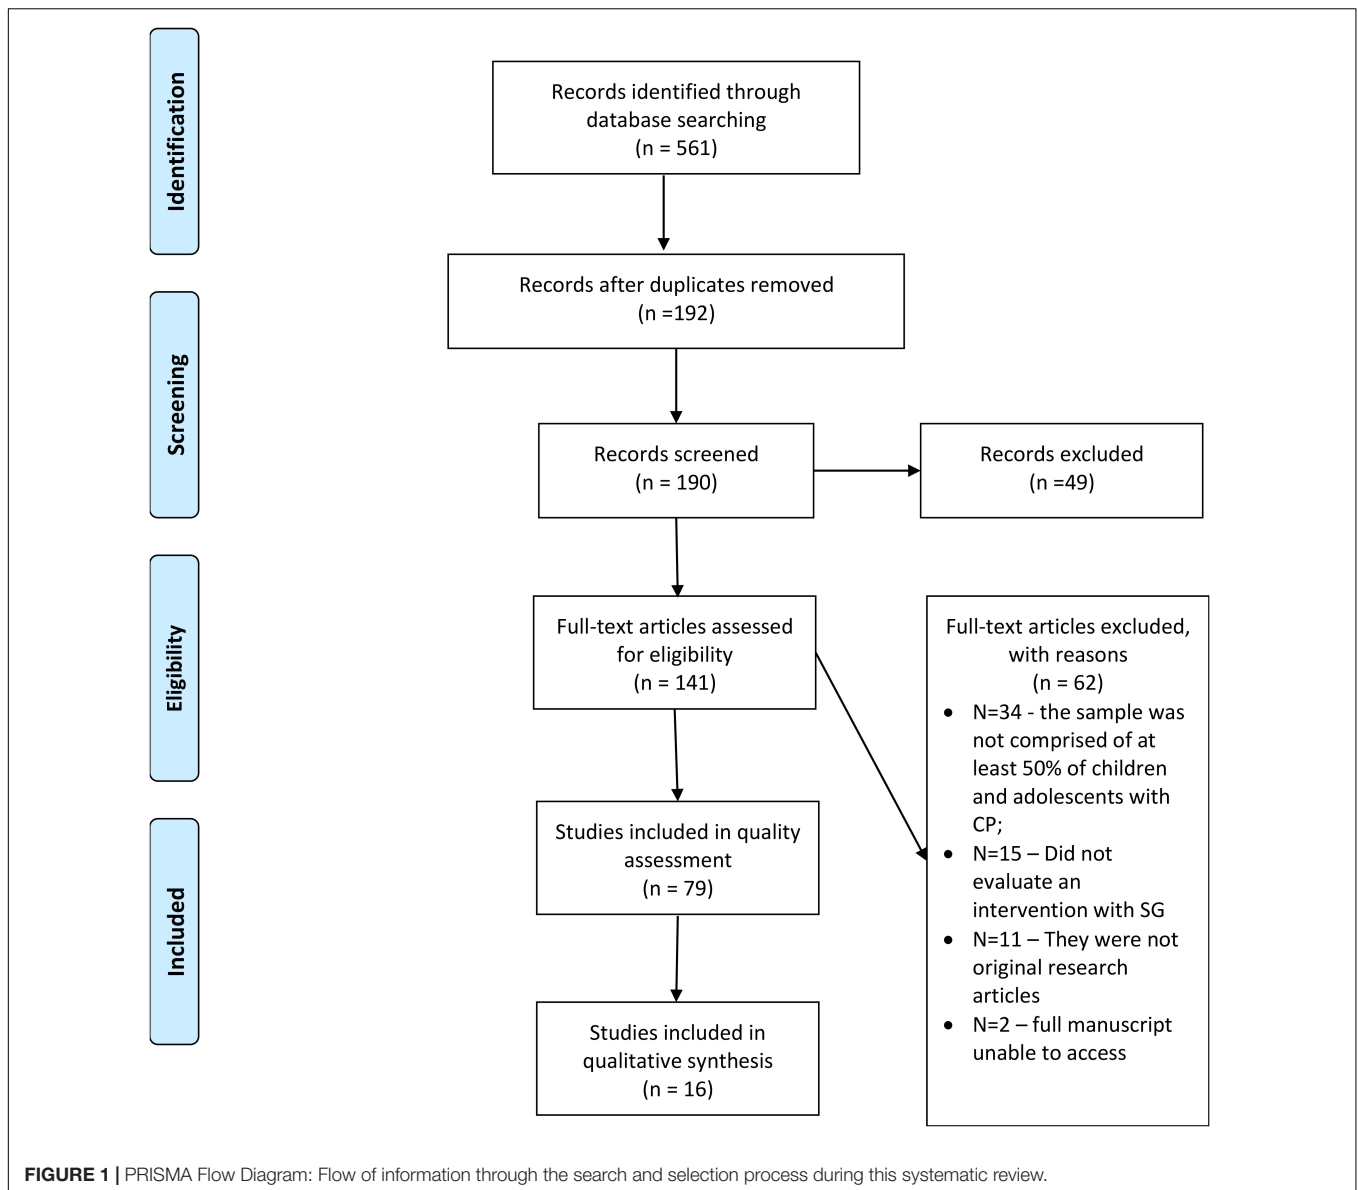 Identification
Records identified through
database searching
(n = 561)
Records after duplicates removed
(n =192)
Screening
Records screened
(n = 190)
Records excluded
(n =49)
Eligibility
Full-text articles assessed
for eligibility
(n = 141)
Full-text articles excluded,
with reasons
(n = 62)
• N=34 - the sample was
not comprised of at
least 50% of children
and adolescents with
CP;
• N=15 – Did not
evaluate an
intervention with SG
• N=11 – They were not
original research
articles
• N=2 – full manuscript
unable to access
Included
Studies included in quality
assessment
(n = 79)
Studies included in
qualitative synthesis
(n = 16)
FIGURE 1 | PRISMA Flow Diagram: Flow of information through the search and selection process during this systematic review.